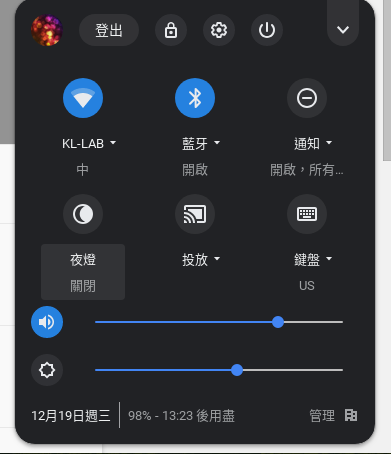 登出
KL-LAB 藍牙 通知
中 開啟 開啟，所有...
夜燈 投放 鍵盤
關閉 US
12月19日週三 98% - 13:23 後用盡 管理